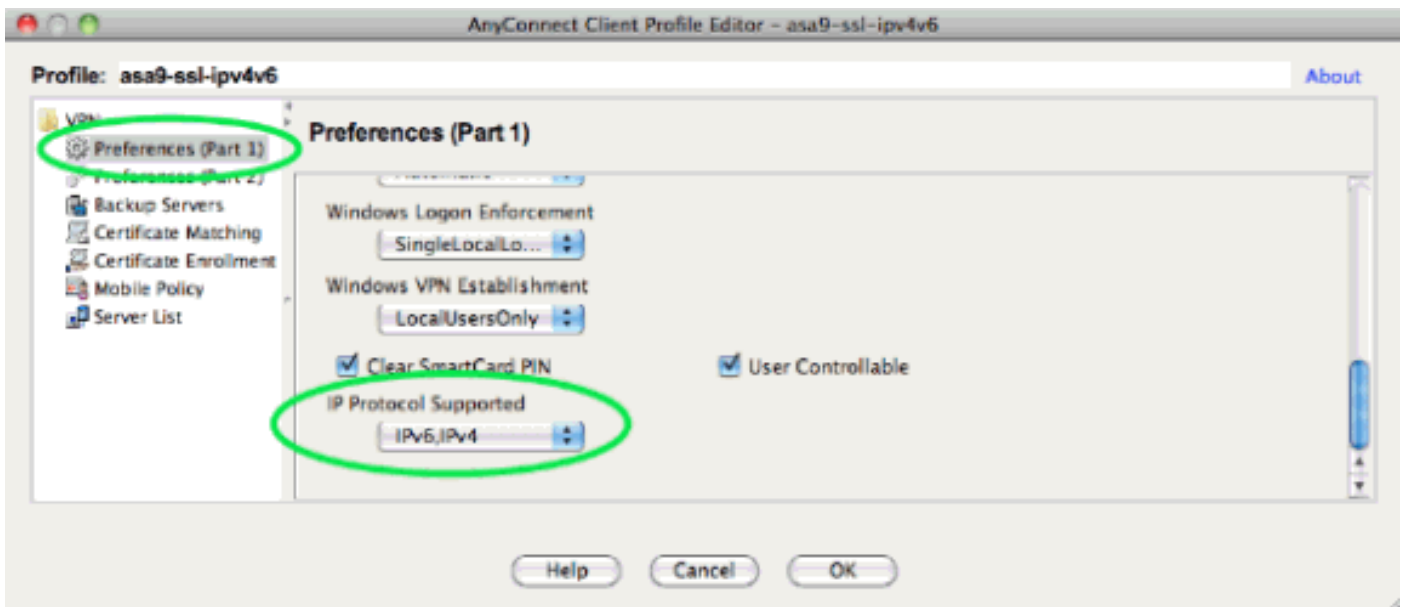 AnyConnect Client Profile Editor – asa9-ssl-ipv4v6
Profile: asa9-ssl-ipv4v6
About
VPN
Preferences (Part 1)
Preferences (Part 2)
Backup Servers
Certificate Matching
Certificate Enrollment
Mobile Policy
Server List
Preferences (Part 1)
Automatic
Windows Logon Enforcement
SingleLocalLo...
Windows VPN Establishment
LocalUsersOnly
Clear SmartCard PIN
User Controllable
IP Protocol Supported
IPv6,IPv4
Help
Cancel
OK